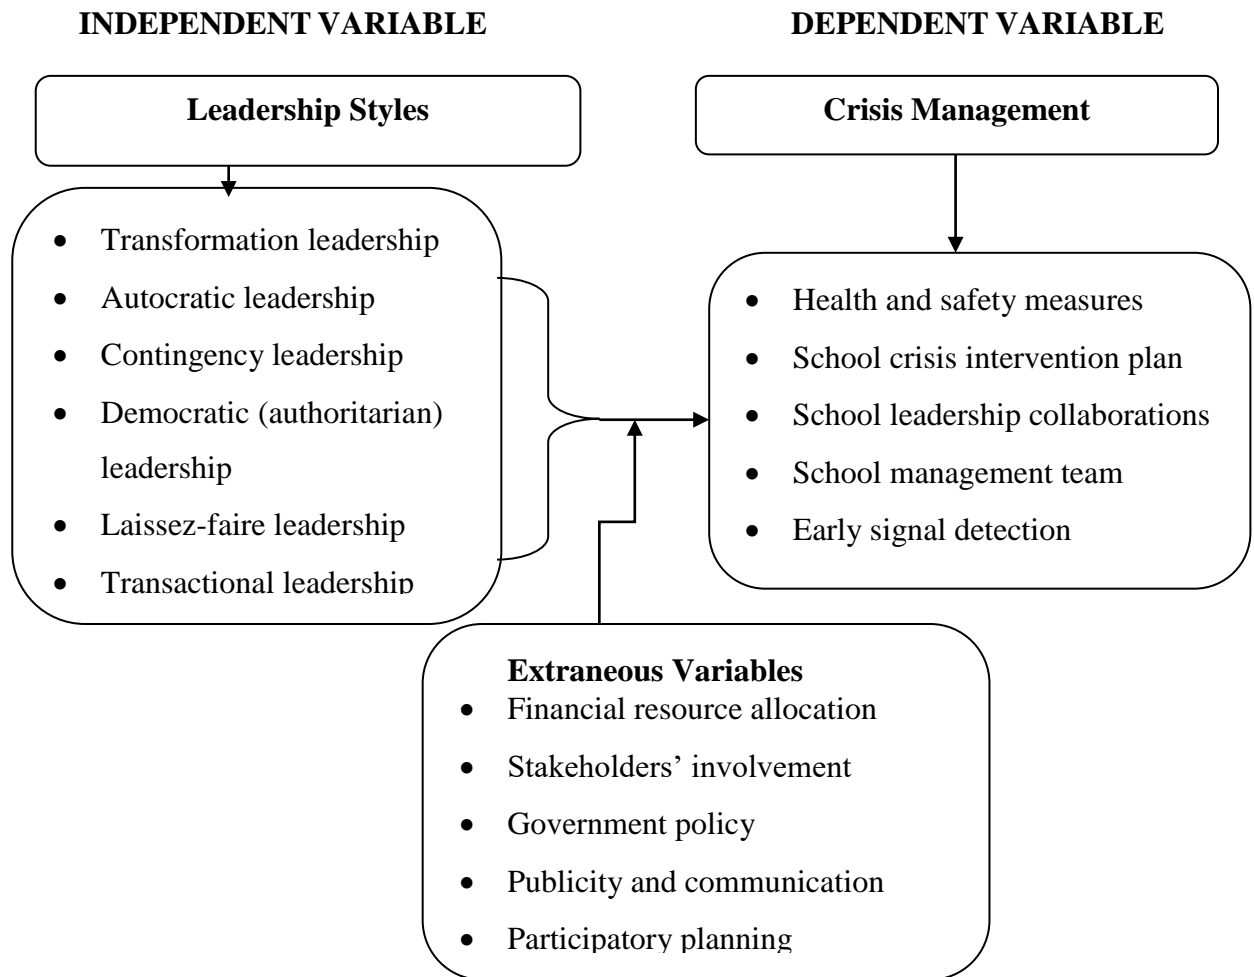 INDEPENDENT VARIABLE
DEPENDENT VARIABLE
Leadership Styles
Crisis Management
• Transformation leadership
• Autocratic leadership
• Contingency leadership
• Democratic (authoritarian)
leadership
• Laissez-faire leadership
• Transactional leadership
• Health and safety measures
• School crisis intervention plan
• School leadership collaborations
• School management team
• Early signal detection
Extraneous Variables
• Financial resource allocation
• Stakeholders’ involvement
• Government policy
• Publicity and communication
• Participatory planning